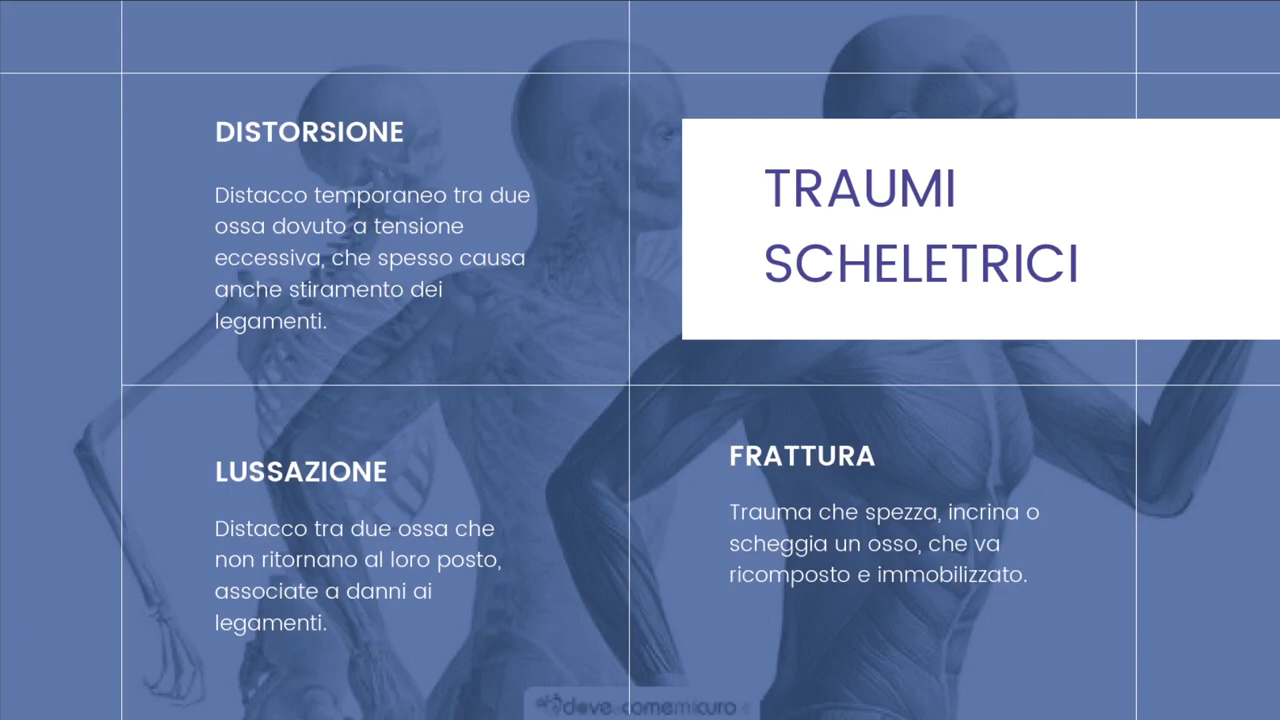 TRAUMI
SCHELETRICI
DISTORSIONE
Distacco temporaneo tra due
ossa dovuto a tensione
eccessiva, che spesso causa
anche stiramento dei
legamenti.
LUSSAZIONE
Distacco tra due ossa che
non ritornano al loro posto,
associate a danni ai
legamenti.
FRATTURA
Trauma che spezza, incrina o
scheggia un osso, che va
ricomposto e immobilizzato.
dove comemicuro